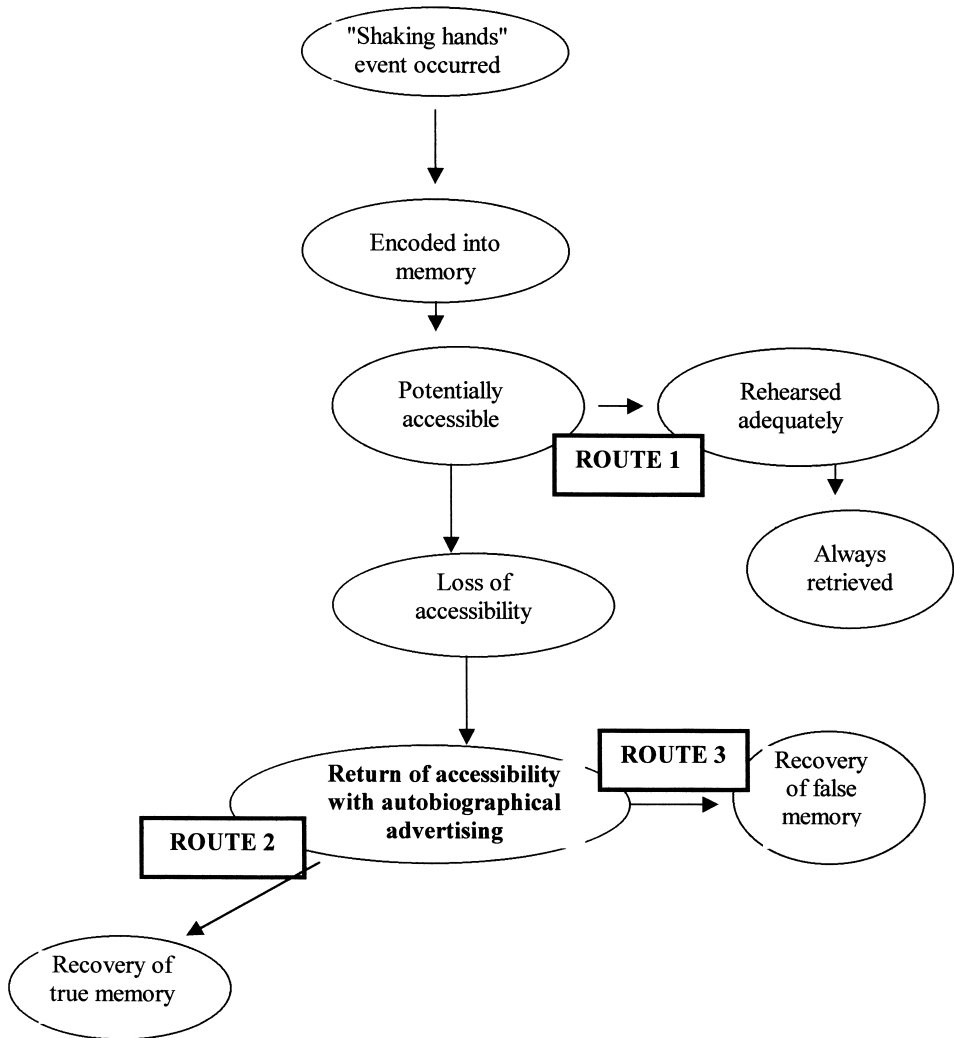 "Shaking hands"
event occurred
Encoded into
memory
Potentially
accessible
Rehearsed
adequately
ROUTE 1
Always
retrieved
Loss of
accessibility
Return of accessibility
with autobiographical
advertising
ROUTE 3
Recovery
of false
memory
ROUTE 2
Recovery of
true memory